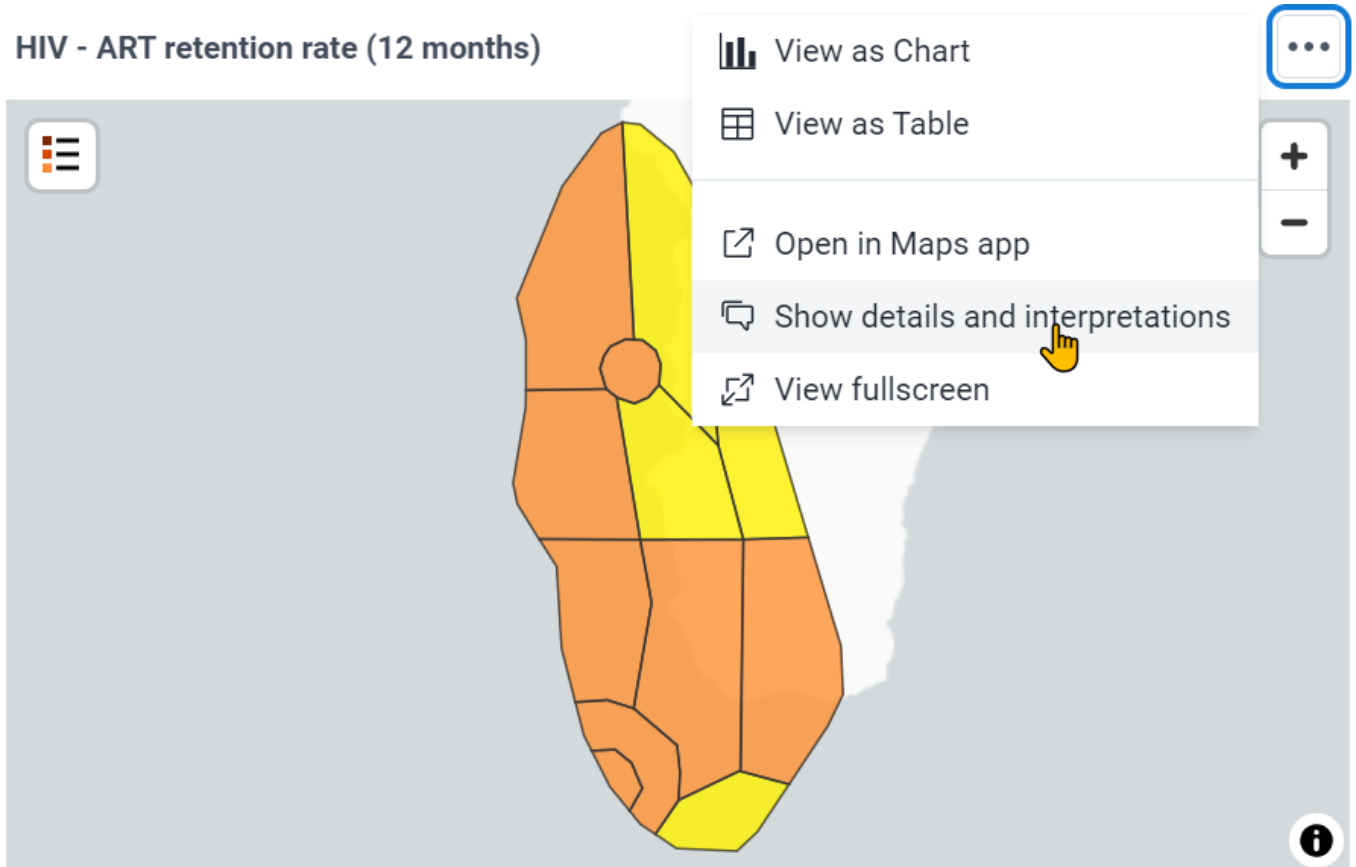 HIV - ART retention rate (12 months)
View as Chart
View as Table
Open in Maps app
Show details and interpretations
View fullscreen